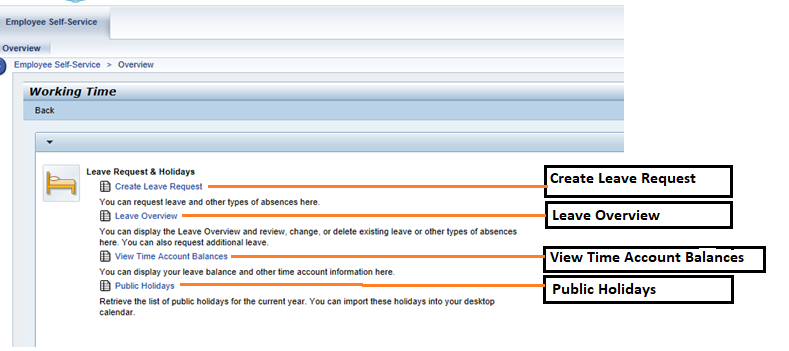 Employee Self-Service
Overview
Employee Self-Service > Overview
Working Time
Back
Leave Request & Holidays
Create Leave Request
Create Leave Request
You can request leave and other types of absences here.
Leave Overview
Leave Overview
You can display the Leave Overview and review, change, or delete existing leave or other types of absences
here. You can also request additional leave.
View Time Account Balances
View Time Account Balances
You can display your leave balance and other time account information here.
Public Holidays
Public Holidays
Retrieve the list of public holidays for the current year. You can import these holidays into your desktop
calendar.